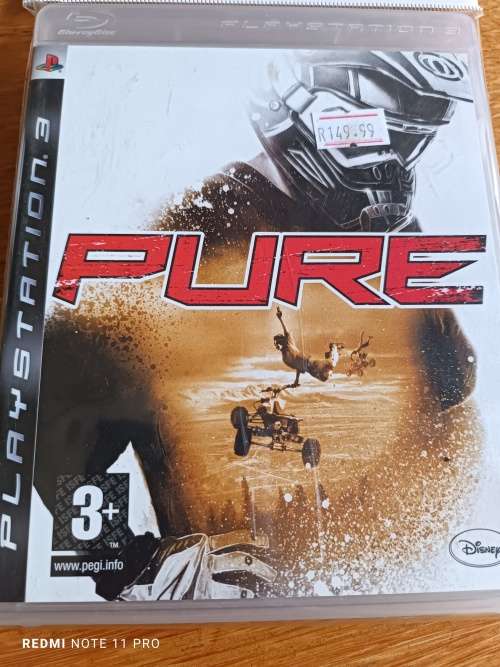 Blu-ray Disc
PLAYSTATION 3
PLAYSTATION 3
R149.99
PURE
3+
TM
www.pegi.info
Disney
REDMI NOTE 11 PRO